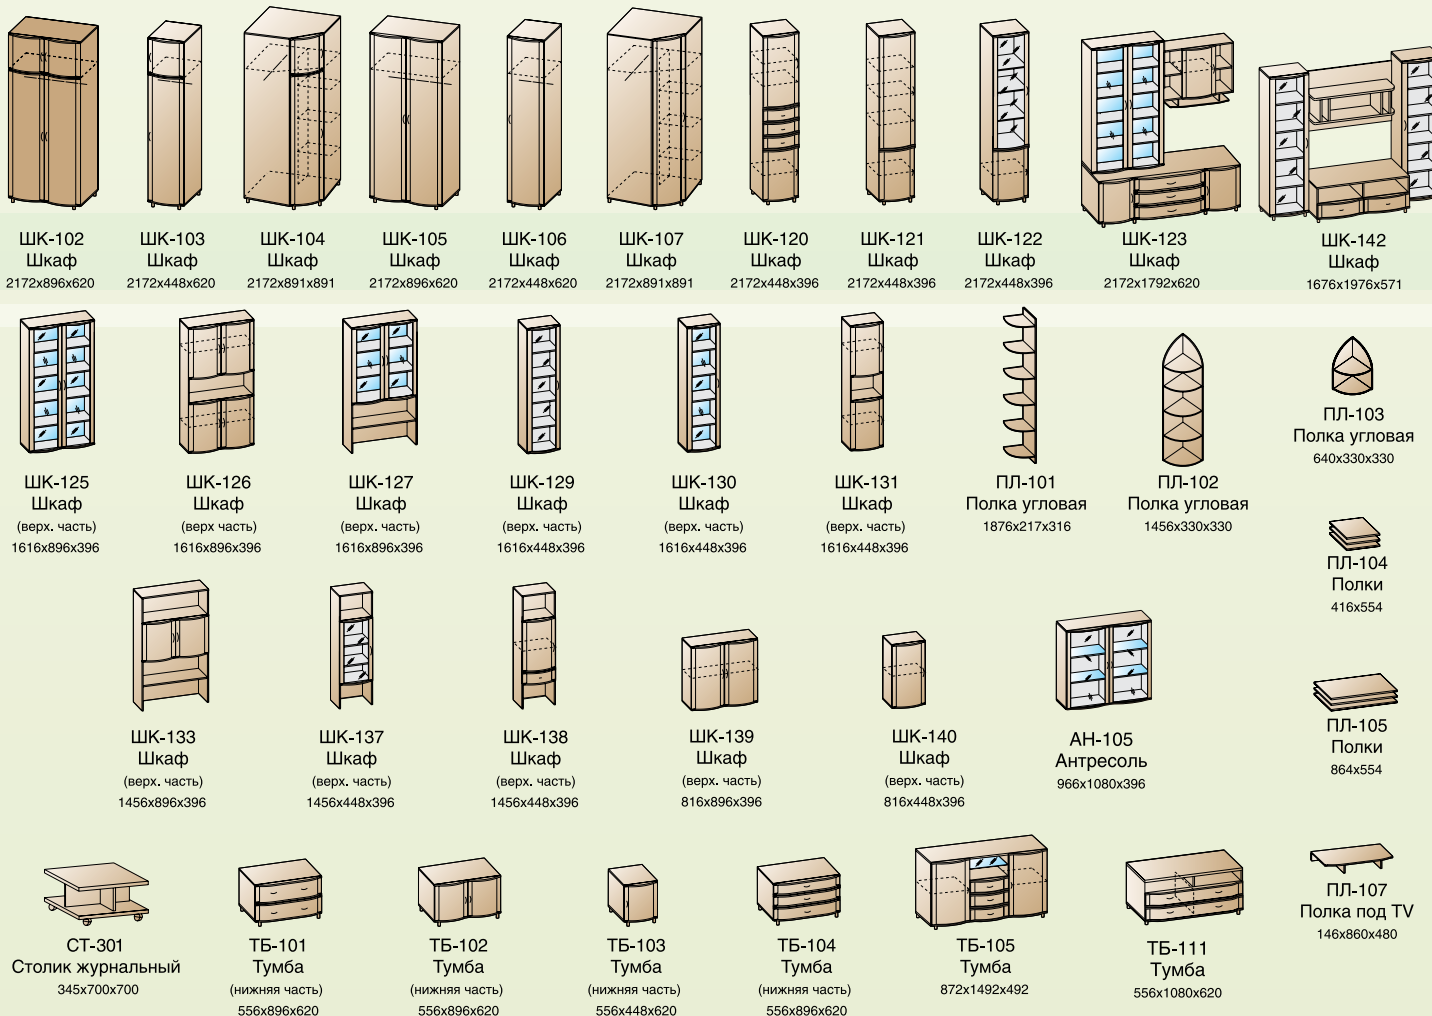 ШК-102
Шкаф
2172x896x620
ШК-103
Шкаф
2172x448x620
ШК-104
Шкаф
2172x891x891
ШК-105
Шкаф
2172x896x620
ШК-106
Шкаф
2172x448x620
ШК-107
Шкаф
2172x891x891
ШК-120
Шкаф
2172x448x396
ШК-121
Шкаф
2172x448x396
ШК-122
Шкаф
2172x448x396
ШК-123
Шкаф
2172x1792x620
ШК-142
Шкаф
1676x1976x571
ШК-125
Шкаф
(верх. часть)
1616x896x396
ШК-126
Шкаф
(верх. часть)
1616x896x396
ШК-127
Шкаф
(верх. часть)
1616x896x396
ШК-129
Шкаф
(верх. часть)
1616x448x396
ШК-130
Шкаф
(верх. часть)
1616x448x396
ШК-131
Шкаф
(верх. часть)
1616x448x396
ПЛ-101
Полка угловая
1876x217x316
ПЛ-102
Полка угловая
1456x330x330
ПЛ-103
Полка угловая
640x330x330
ПЛ-104
Полки
416x554
ШК-133
Шкаф
(верх. часть)
1456x896x396
ШК-137
Шкаф
(верх. часть)
1456x448x396
ШК-138
Шкаф
(верх. часть)
1456x448x396
ШК-139
Шкаф
(верх. часть)
816x896x396
ШК-140
Шкаф
(верх. часть)
816x448x396
АН-105
Антресоль
966x1080x396
ПЛ-105
Полки
864x554
СТ-301
Столик журнальный
345x700x700
ТБ-101
Тумба
(нижняя часть)
556x896x620
ТБ-102
Тумба
(нижняя часть)
556x896x620
ТБ-103
Тумба
(нижняя часть)
556x448x620
ТБ-104
Тумба
(нижняя часть)
556x896x620
ТБ-105
Тумба
872x1492x492
ТБ-111
Тумба
556x1080x620
ПЛ-107
Полка под TV
146x860x480